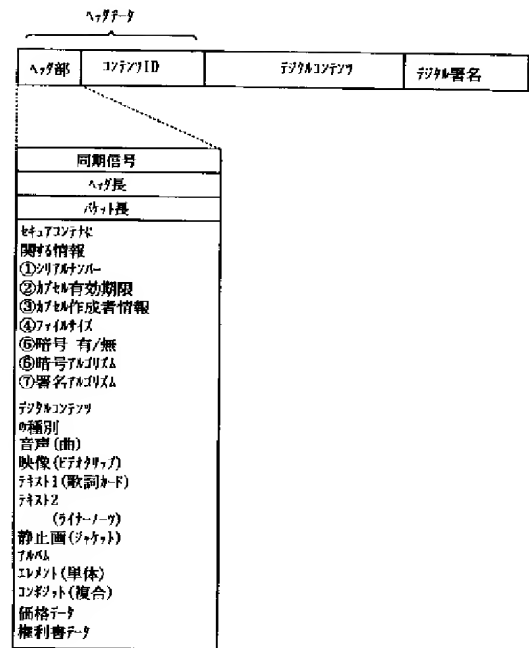 ヘッダデータ
ヘッダ部
コンテンツID
デジタルコンテンツ
デジタル署名
同期信号
ヘッダ長
パケット長
セキュアコンテナに
関する情報
①シリアルナンバー
②カプセル有効期限
③カプセル作成者情報
④ファイルサイズ
⑤暗号 有/無
⑥暗号アルゴリズム
⑦署名アルゴリズム
デジタルコンテンツ
の種別
音声(曲)
映像(ビデオクリップ)
テキスト1(歌詞カード)
テキスト2
(ライナーノーツ)
静止画(ジャケット)
アルバム
エレメント(単体)
コンポジット(複合)
価格データ
権利書データ